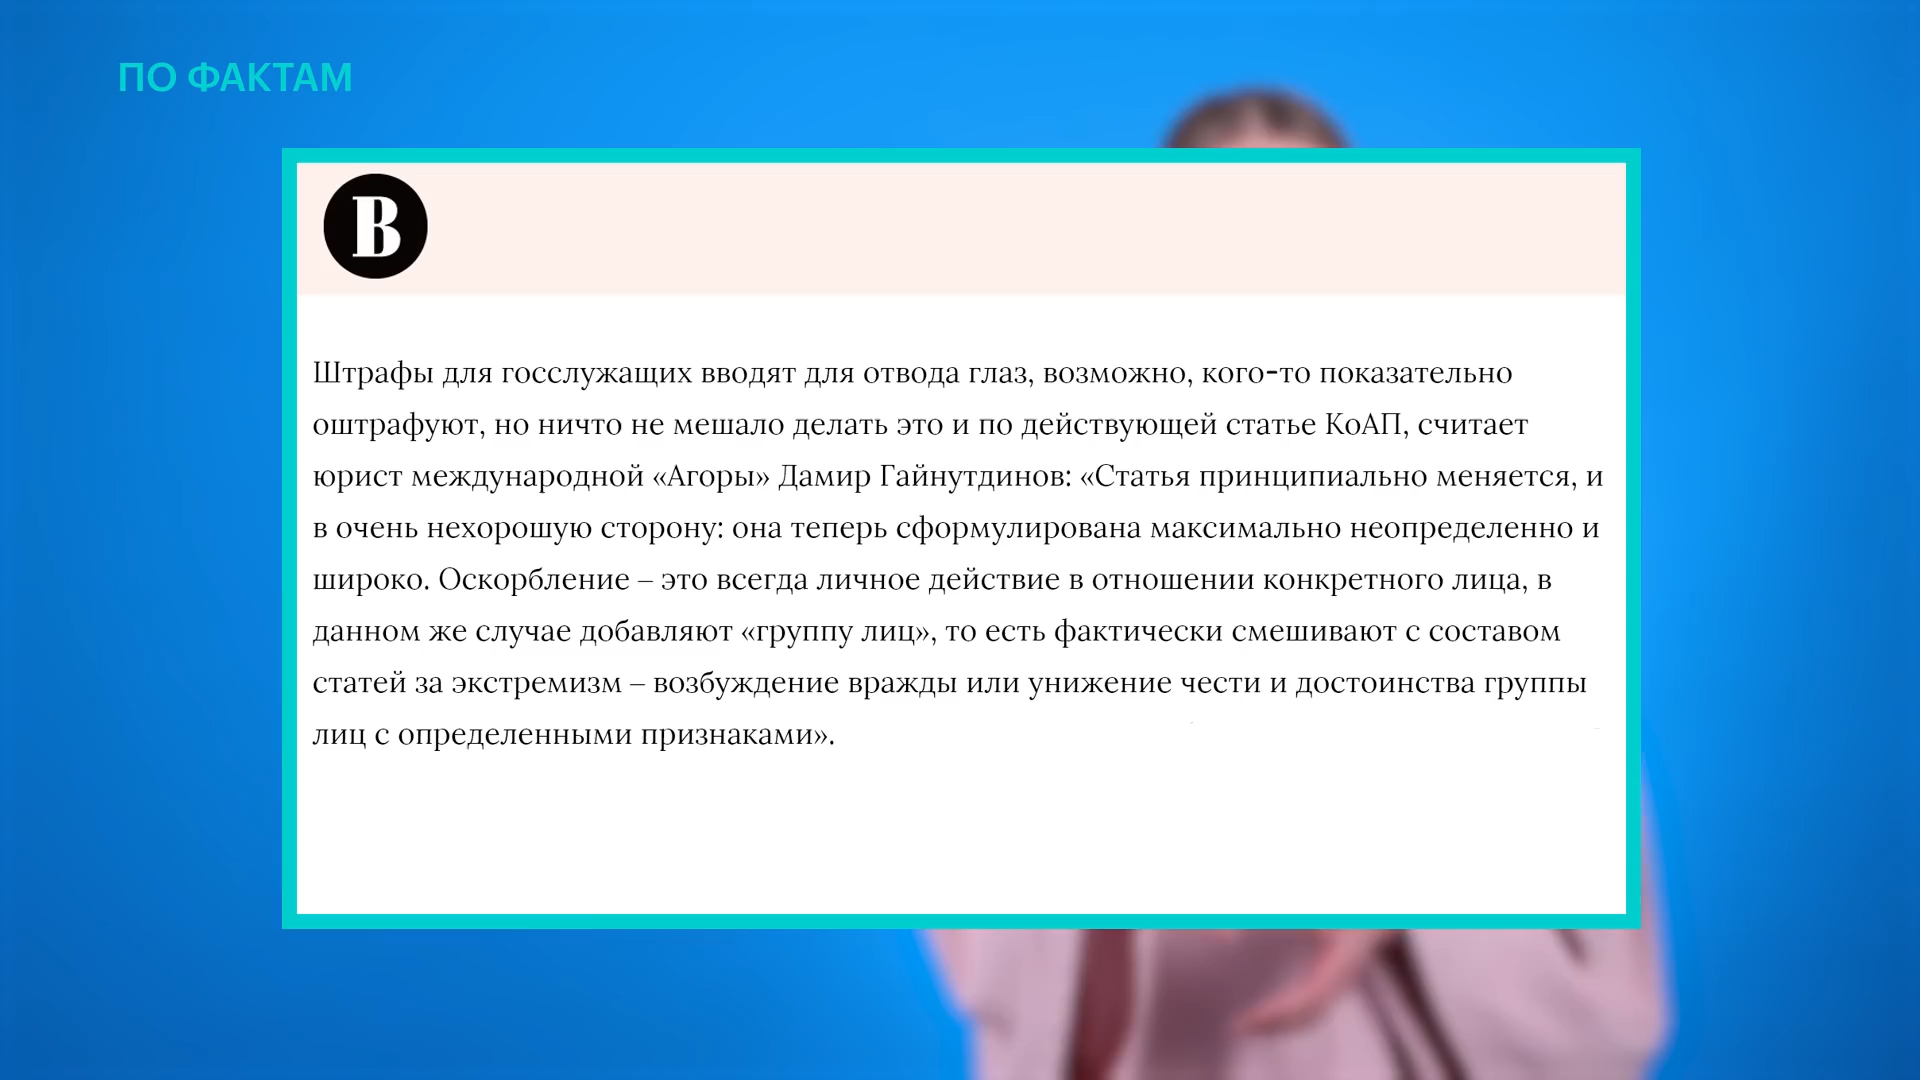 ПО ФАКТАМ
В
Штрафы для госслужащих вводят для отвода глаз, возможно, кого-то показательно
оштрафуют, но ничто не мешало делать это и по действующей статье КоАП, считает
юрист международной «Агоры» Дамир Гайнутдинов: «Статья принципиально меняется, и
в очень нехорошую сторону: она теперь сформулирована максимально неопределенно и
широко. Оскорбление – это всегда личное действие в отношении конкретного лица, в
данном же случае добавляют «группу лиц», то есть фактически смешивают с составом
статей за экстремизм – возбуждение вражды или унижение чести и достоинства группы
лиц с определенными признаками».